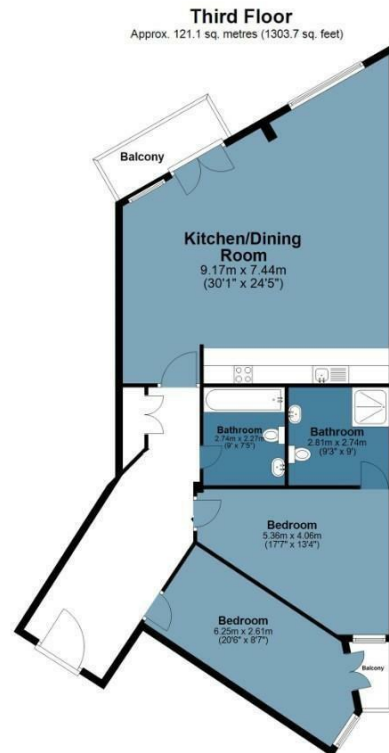 Third Floor
Approx. 121.1 sq. metres (1303.7 sq. feet)
Balcony
Kitchen/Dining
Room
9.17m x 7.44m
(30'1" x 24'5")
Bathroom
2.74m x 2.27m
(9' x 7'5")
Bathroom
2.81m x 2.74m
(9'3" x 9')
Bedroom
5.36m x 4.06m
(17'7" x 13'4")
Bedroom
6.25m x 2.61m
(20'6" x 8'7")
Balcony